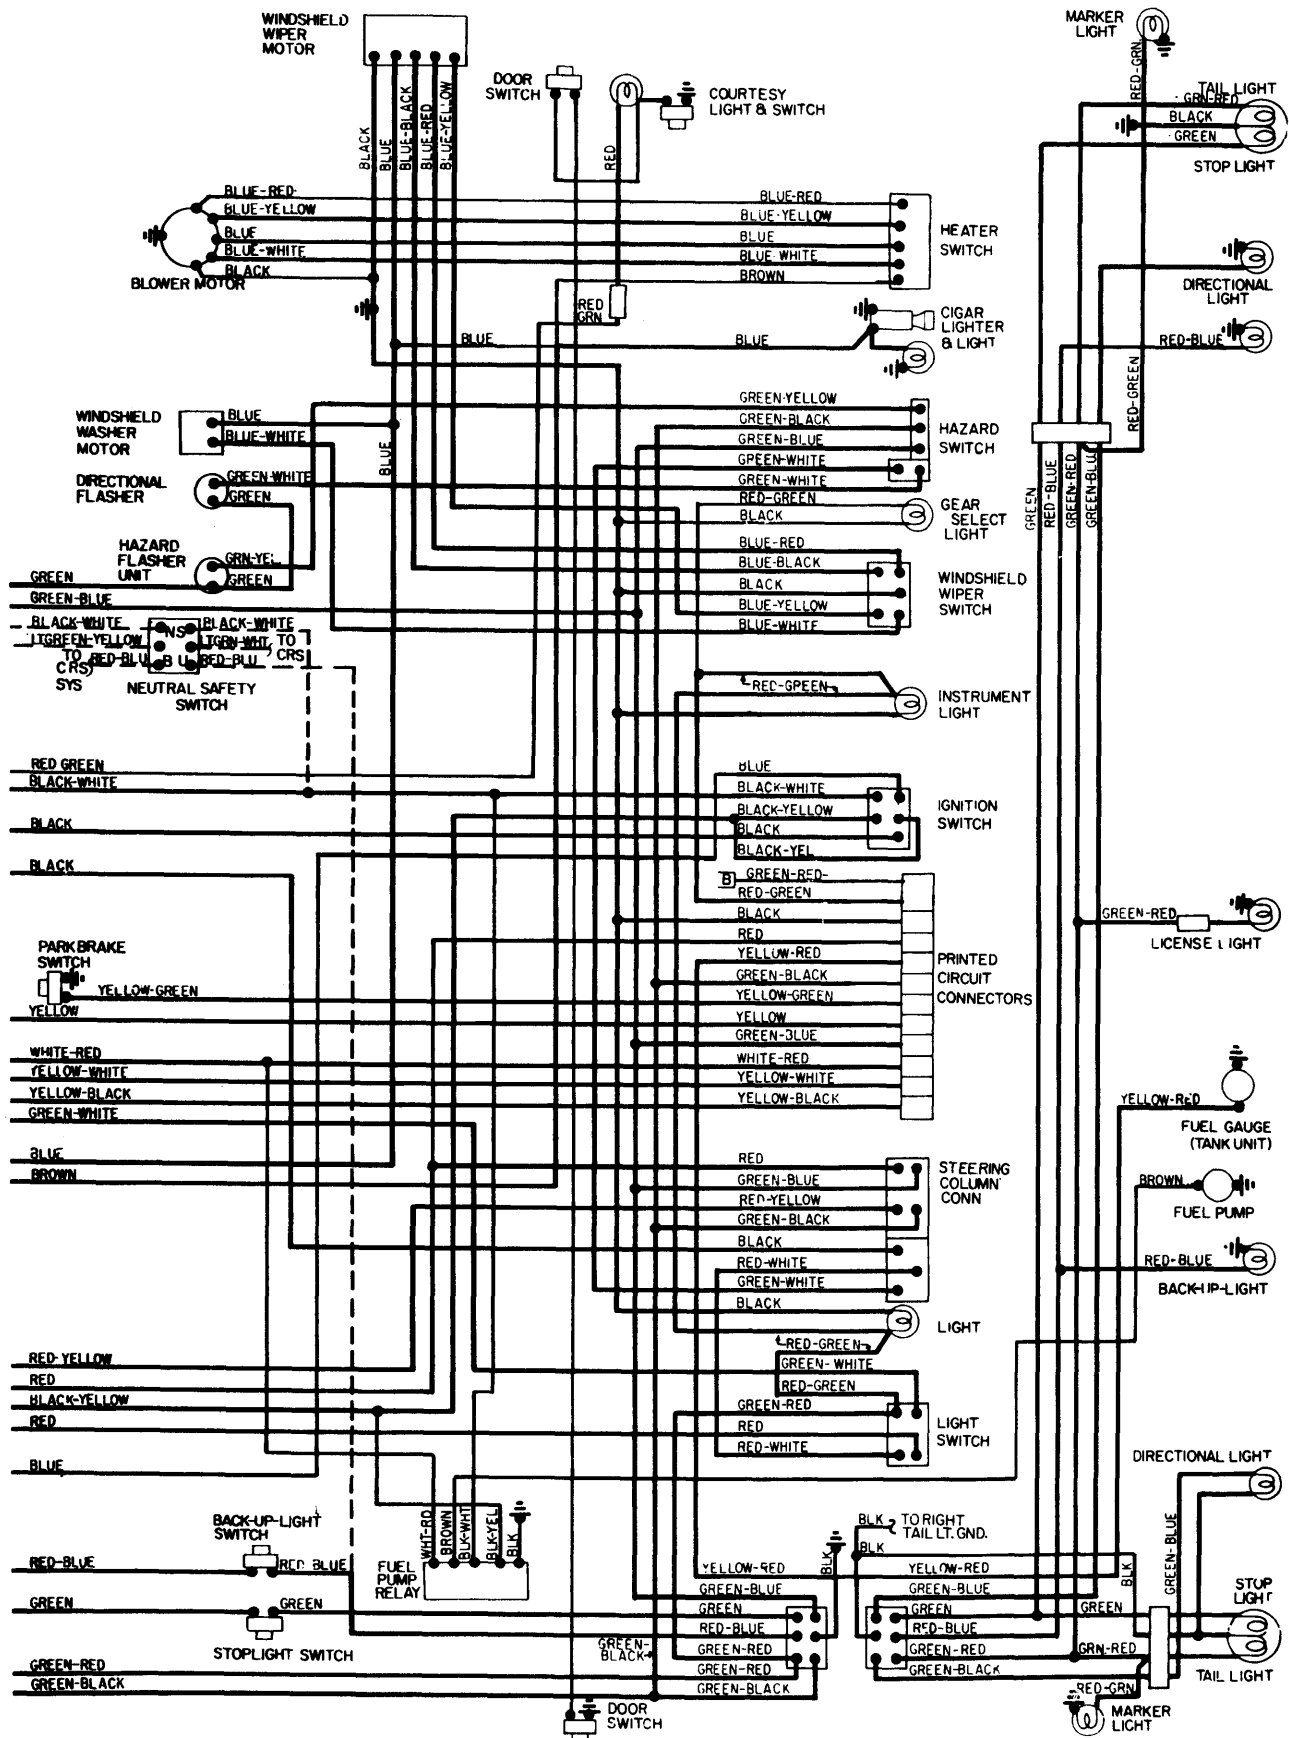 WINDSHIELD
WIPER
MOTOR
DOOR
SWITCH
COURTESY
LIGHT & SWITCH
MARKER
LIGHT
RED-GRN
TAIL LIGHT
GRN-RED
BLACK
GREEN
STOP LIGHT
BLACK
BLUE
BLUE-BLACK
BLUE-RED
BLUE-YELLOW
RED
BLUE-RED
BLUE-YELLOW
BLUE
BLUE-WHITE
BLACK
BLOWER MOTOR
BLUE-RED
BLUE-YELLOW
BLUE
BLUE WHITE
BROWN
HEATER
SWITCH
DIRECTIONAL
LIGHT
RED
GRN
CIGAR
LIGHTER
& LIGHT
BLUE
BLUE
RED-BLUE
RED-GREEN
WINDSHIELD
WASHER
MOTOR
BLUE
BLUE-WHITE
BLUE
GREEN-YELLOW
GREEN-BLACK
GREEN-BLUE
GREEN-WHITE
GREEN-WHITE
HAZARD
SWITCH
DIRECTIONAL
FLASHER
GREEN-WHITE
GREEN
RED-GREEN
BLACK
GEAR
SELECT
LIGHT
GREEN
RED-BLUE
GREEN-RED
GREEN-BLUE
HAZARD
FLASHER
UNIT
GRN-YEL
GREEN
GREEN
GREEN-BLUE
BLUE-RED
BLUE-BLACK
BLACK
BLUE-YELLOW
BLUE-WHITE
WINDSHIELD
WIPER
SWITCH
BLACK-WHITE
NS
BLACK-WHITE
LTGREEN-YELLOW
LTGRN-WHT
TO
CRS
TO
CRS
SYS
RED-BLU
B U
RED-BLU
NEUTRAL SAFETY
SWITCH
RED-GREEN
INSTRUMENT
LIGHT
RED GREEN
BLACK-WHITE
BLUE
BLACK-WHITE
BLACK-YELLOW
BLACK
BLACK-YEL
IGNITION
SWITCH
BLACK
BLACK
B
GREEN-RED-
RED-GREEN
BLACK
RED
YELLOW-RED
GREEN-BLACK
YELLOW-GREEN
YELLOW
GREEN-BLUE
WHITE-RED
YELLOW-WHITE
YELLOW-BLACK
PRINTED
CIRCUIT
CONNECTORS
GREEN-RED
LICENSE LIGHT
PARK BRAKE
SWITCH
YELLOW-GREEN
YELLOW
WHITE-RED
YELLOW-WHITE
YELLOW-BLACK
GREEN-WHITE
YELLOW-RED
FUEL GAUGE
(TANK UNIT)
BLUE
BROWN
RED
GREEN-BLUE
RED-YELLOW
GREEN-BLACK
BLACK
RED-WHITE
GREEN-WHITE
BLACK
STEERING
COLUMN
CONN
BROWN
FUEL PUMP
RED-BLUE
BACK-UP-LIGHT
LIGHT
RED-GREEN
GREEN-WHITE
RED-GREEN
GREEN-RED
RED
RED-WHITE
LIGHT
SWITCH
RED-YELLOW
RED
BLACK-YELLOW
RED
BLUE
DIRECTIONAL LIGHT
BACK-UP-LIGHT
SWITCH
RED-BLUE
RED BLUE
FUEL
PUMP
RELAY
WHT-RD
BROWN
BLK-WHT
BLK-YEL
BLK
BLK
BLK
TO RIGHT
TAIL LT. GND.
BLK
BLK
GREEN-BLUE
YELLOW-RED
GREEN-BLUE
GREEN
RED-BLUE
GREEN-RED
GREEN-RED
GREEN-BLACK
GREEN-
BLACK
YELLOW-RED
GREEN-BLUE
GREEN
RED-BLUE
GREEN-RED
GREEN-BLACK
GREEN
GRN-RED
STOP
LIGHT
TAIL LIGHT
GREEN
GREEN
STOPLIGHT SWITCH
GREEN-RED
GREEN-BLACK
DOOR
SWITCH
RED-GRN
MARKER
LIGHT